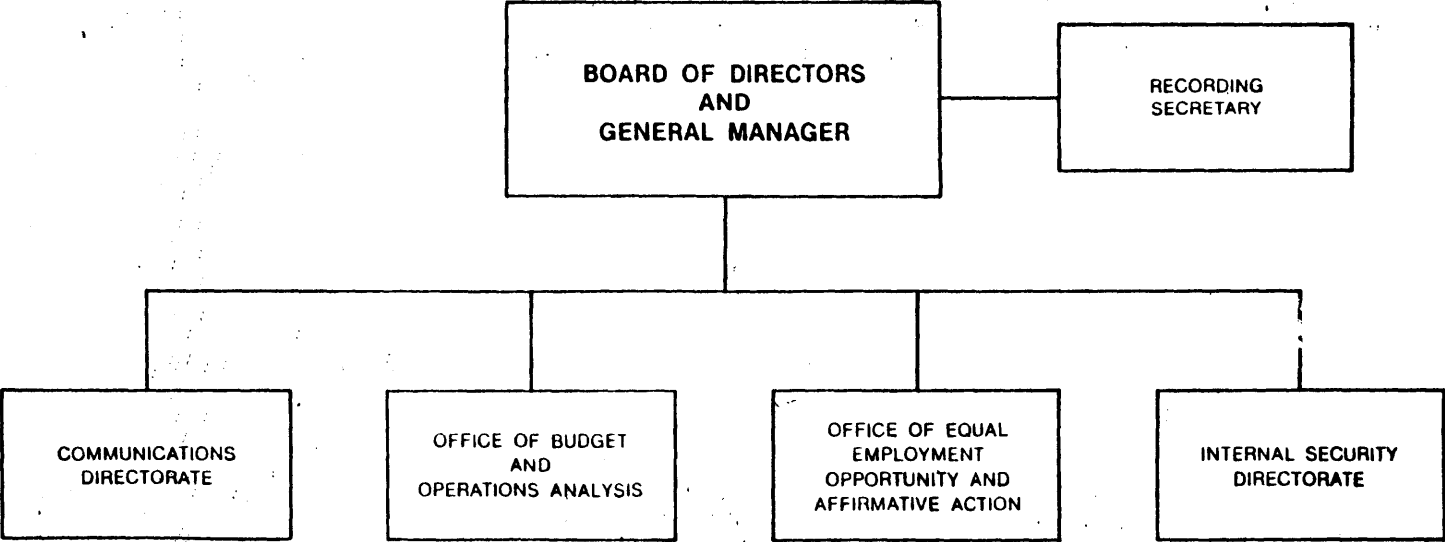 BOARD OF DIRECTORS
AND
GENERAL MANAGER
RECORDING
SECRETARY
COMMUNICATIONS
DIRECTORATE
OFFICE OF BUDGET
AND
OPERATIONS ANALYSIS
OFFICE OF EQUAL
EMPLOYMENT
OPPORTUNITY AND
AFFIRMATIVE ACTION
INTERNAL SECURITY
DIRECTORATE